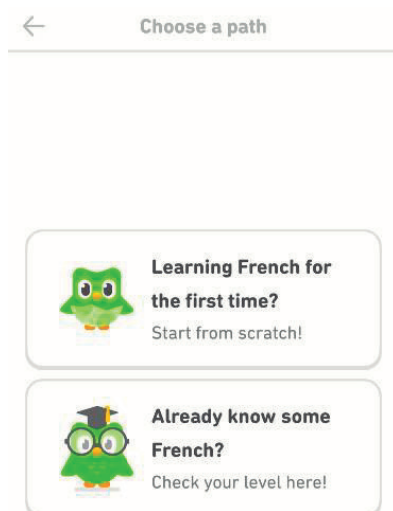 Choose a path
Learning French for
the first time?
Start from scratch!
Already know some
French?
Check your level here!